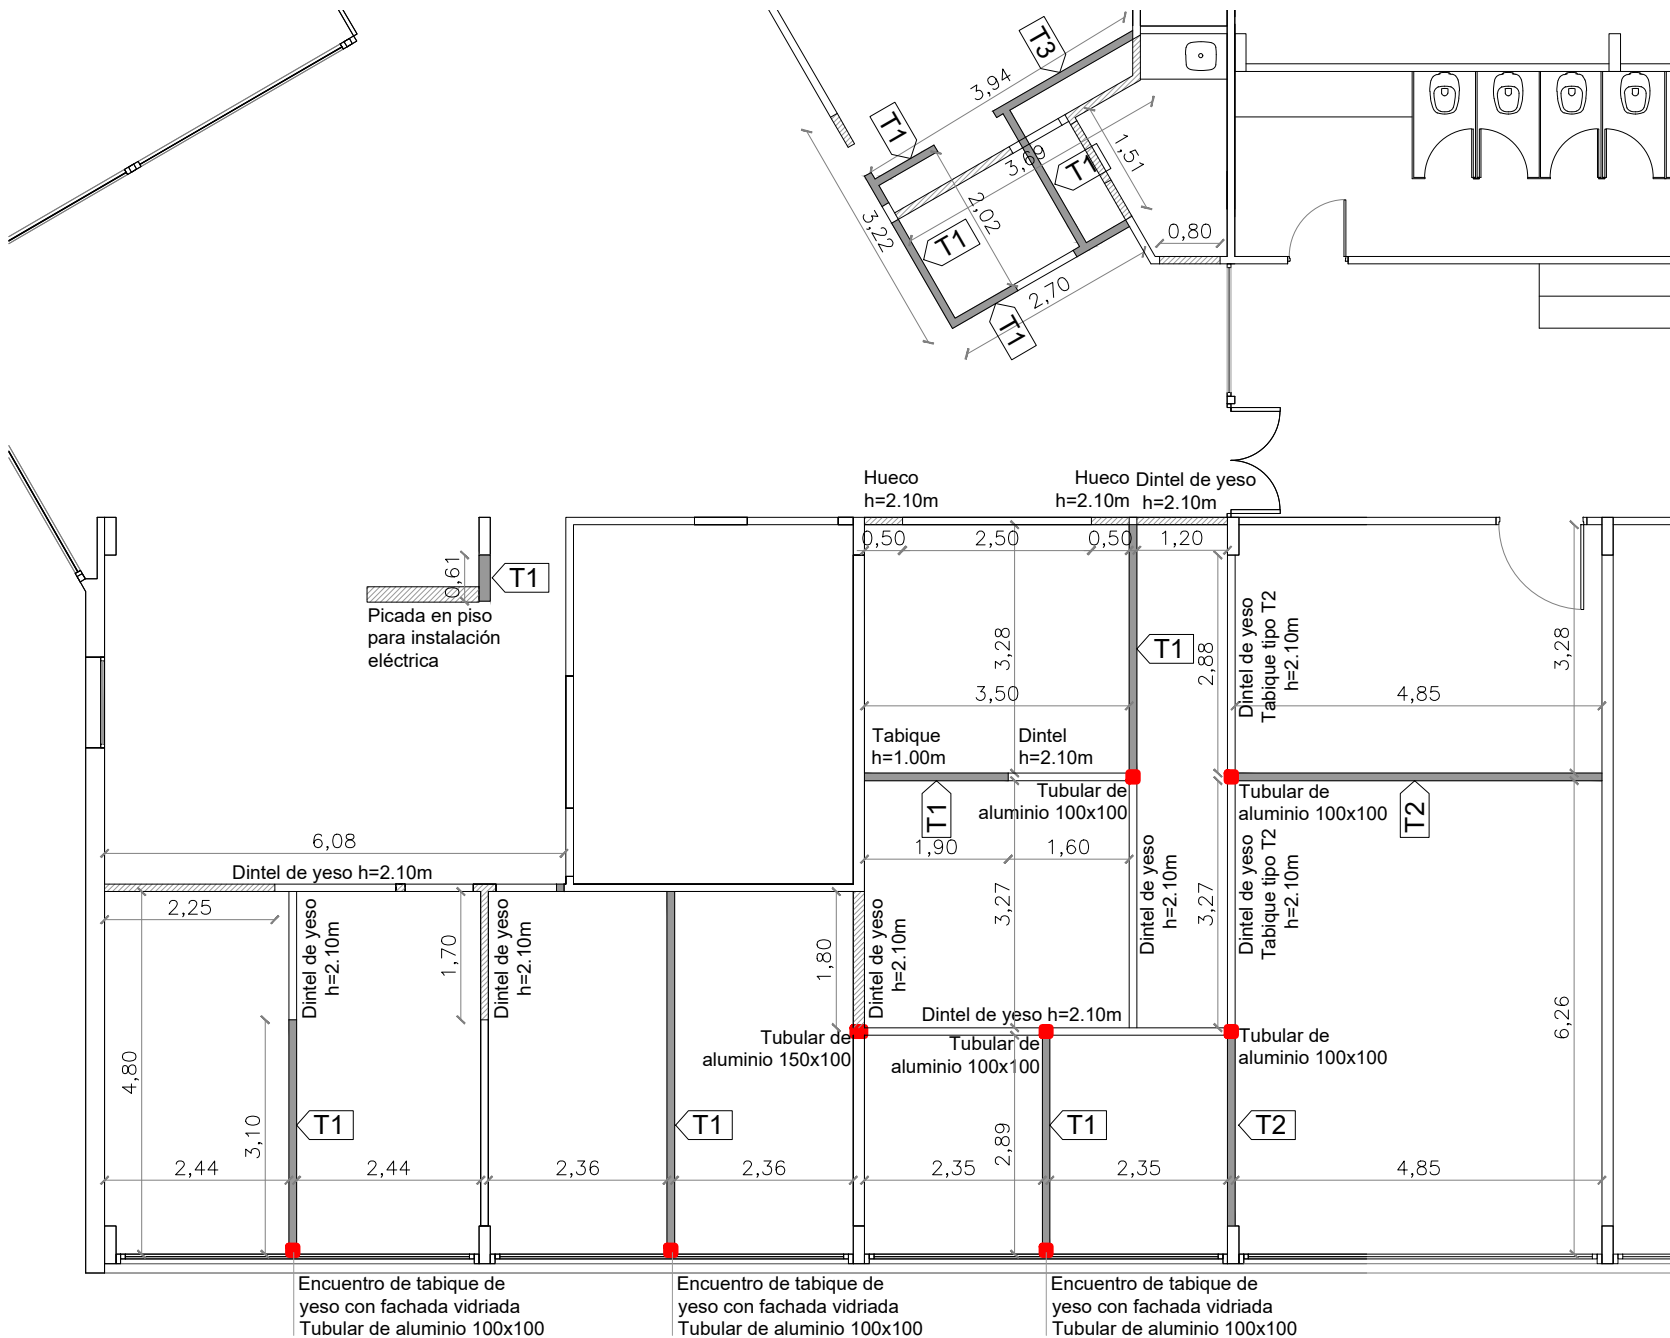 T3
3,94
T1
3,69
1,51
T1
2,02
3,22
T1
0,80
2,70
T1
Hueco
h=2.10m
Hueco
h=2.10m
Dintel de yeso
h=2.10m
0,50
2,50
0,50
1,20
0,61
T1
Picada en piso
para instalación
eléctrica
3,28
T1
2,88
Dintel de yeso
Tabique tipo T2
h=2.10m
3,28
3,50
4,85
Tabique
h=1.00m
Dintel
h=2.10m
Tubular de
aluminio 100x100
Tubular de
aluminio 100x100
T1
T2
6,08
1,90
1,60
Dintel de yeso h=2.10m
2,25
Dintel de yeso
h=2.10m
1,70
Dintel de yeso
h=2.10m
1,80
Dintel de yeso
h=2.10m
3,27
Dintel de yeso
h=2.10m
3,27
Dintel de yeso
Tabique tipo T2
h=2.10m
Dintel de yeso h=2.10m
6,26
Tubular de
aluminio 150x100
Tubular de
aluminio 100x100
Tubular de
aluminio 100x100
4,80
3,10
T1
T1
2,89
T1
T2
2,44
2,44
2,36
2,36
2,35
2,35
4,85
Encuentro de tabique de
yeso con fachada vidriada
Tubular de aluminio 100x100
Encuentro de tabique de
yeso con fachada vidriada
Tubular de aluminio 100x100
Encuentro de tabique de
yeso con fachada vidriada
Tubular de aluminio 100x100